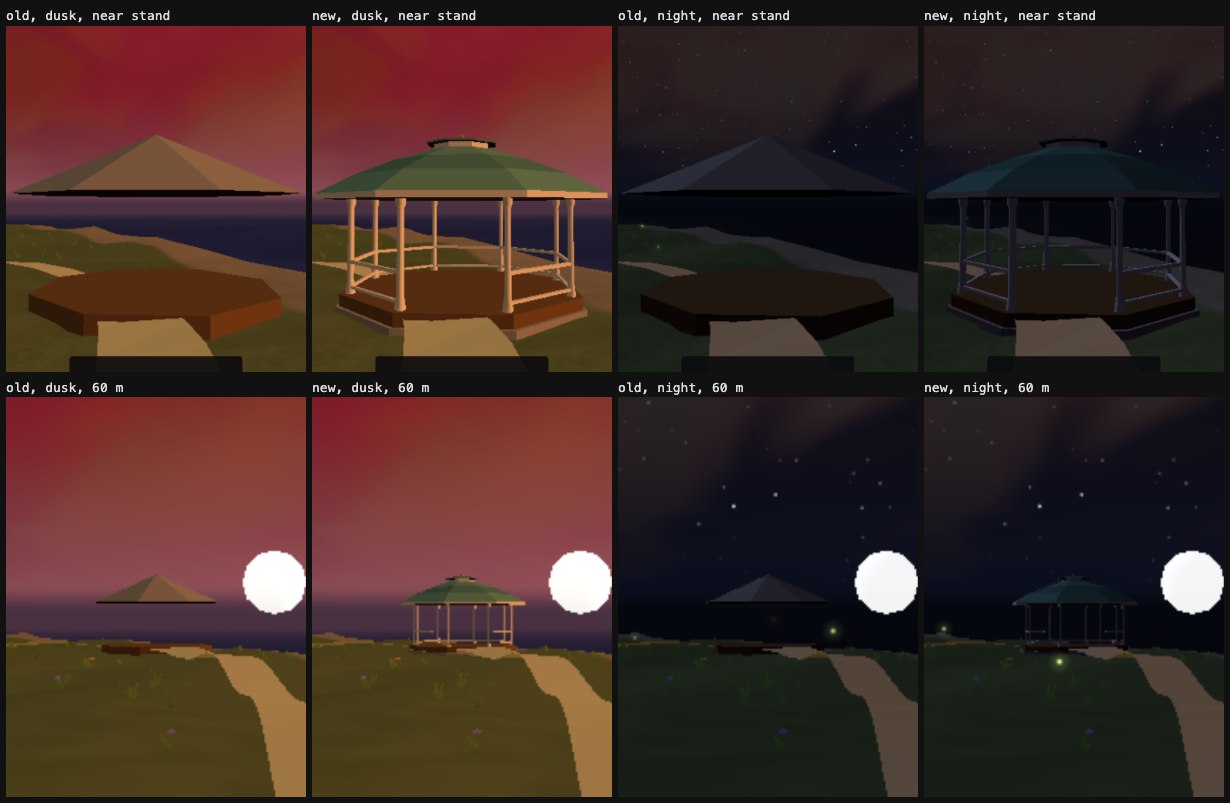 old, dusk, near stand
new, dusk, near stand
old, night, near stand
new, night, near stand
old, dusk, 60 m
new, dusk, 60 m
old, night, 60 m
new, night, 60 m